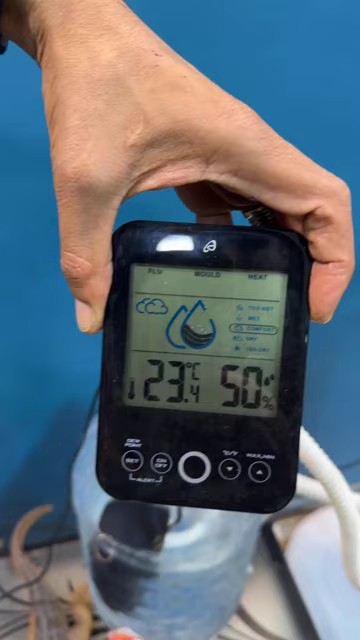 FLU MOULD HEAT
TOO WET
WET
COMFORT
DRY
TOO DRY
23.4 °C 50%
DEW POINT
SET ON OFF °C/°F MAX/MIN
ALERT